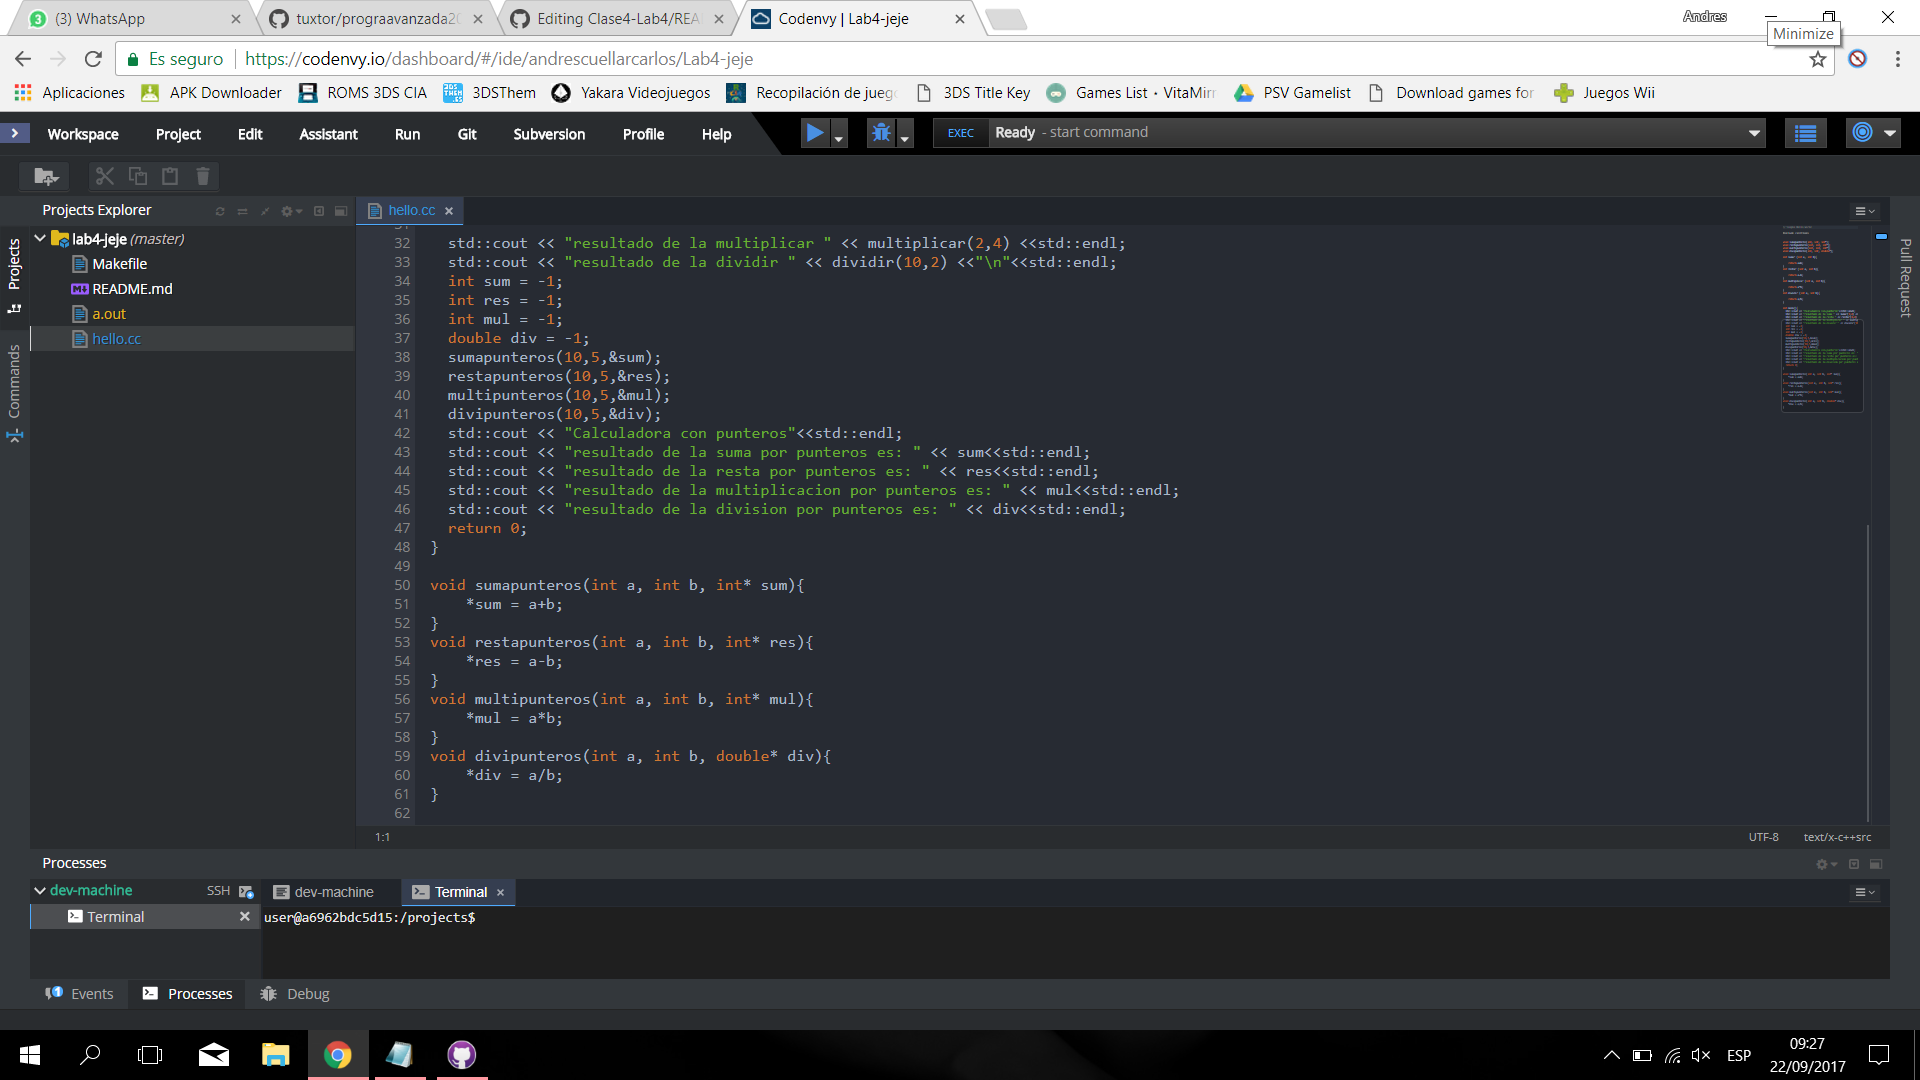 (3) WhatsApp
tuxtor/prograavanzada20
Editing Clase4-Lab4/REA
Codenvy | Lab4-jeje
Andres
Minimize
Es seguro
https://codenvy.io/dashboard/#/ide/andrescuellarcarlos/Lab4-jeje
Aplicaciones
APK Downloader
ROMS 3DS CIA
3DSThem
Yakara Videojuegos
Recopilación de jueg
3DS Title Key
Games List • VitaMirr
PSV Gamelist
Download games for
Juegos Wii
Workspace
Project
Edit
Assistant
Run
Git
Subversion
Profile
Help
EXEC
Ready - start command
Projects Explorer
hello.cc
Projects
Commands
Pull Request
lab4-jeje (master)
Makefile
README.md
a.out
hello.cc
32 std::cout << "resultado de la multiplicar " << multiplicar(2,4) <<std::endl;
33 std::cout << "resultado de la dividir " << dividir(10,2) <<"\n"<<std::endl;
34 int sum = -1;
35 int res = -1;
36 int mul = -1;
37 double div = -1;
38 sumapunteros(10,5,&sum);
39 restapunteros(10,5,&res);
40 multipunteros(10,5,&mul);
41 divipunteros(10,5,&div);
42 std::cout << "Calculadora con punteros"<<std::endl;
43 std::cout << "resultado de la suma por punteros es: " << sum<<std::endl;
44 std::cout << "resultado de la resta por punteros es: " << res<<std::endl;
45 std::cout << "resultado de la multiplicacion por punteros es: " << mul<<std::endl;
46 std::cout << "resultado de la division por punteros es: " << div<<std::endl;
47 return 0;
48 }
49
50 void sumapunteros(int a, int b, int* sum){
51 *sum = a+b;
52 }
53 void restapunteros(int a, int b, int* res){
54 *res = a-b;
55 }
56 void multipunteros(int a, int b, int* mul){
57 *mul = a*b;
58 }
59 void divipunteros(int a, int b, double* div){
60 *div = a/b;
61 }
62
1:1
UTF-8
text/x-c++src
Processes
dev-machine
SSH
Terminal
dev-machine
Terminal
user@a6962bdc5d15:/projects$
Events
Processes
Debug
ESP
09:27
22/09/2017